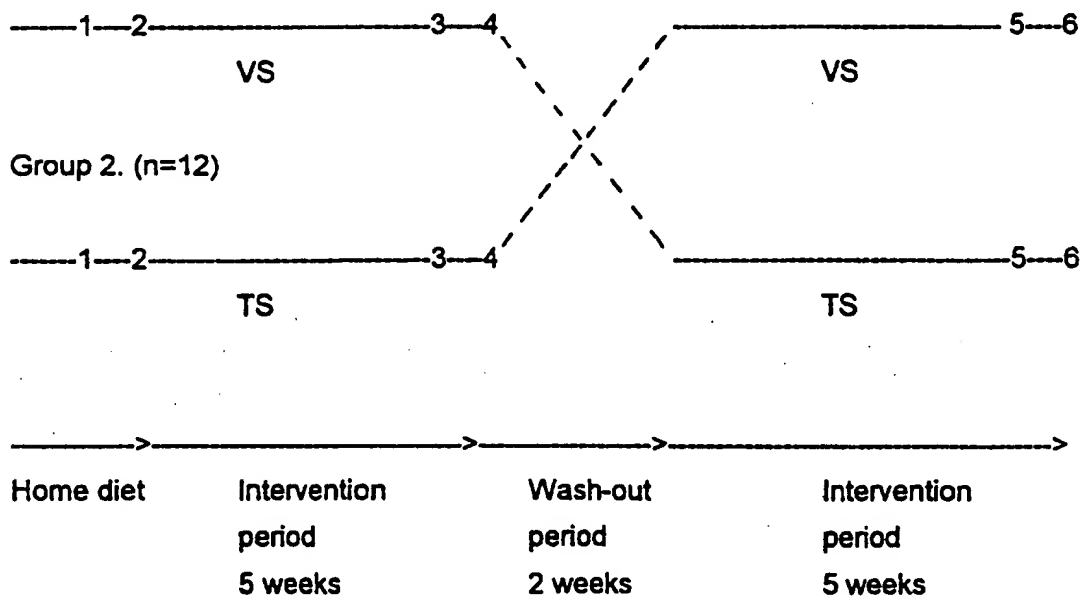 1 2 3 4 5 6
VS VS
Group 2. (n=12)
1 2 3 4 5 6
TS TS
Home diet Intervention Wash-out Intervention
period period period
5 weeks 2 weeks 5 weeks